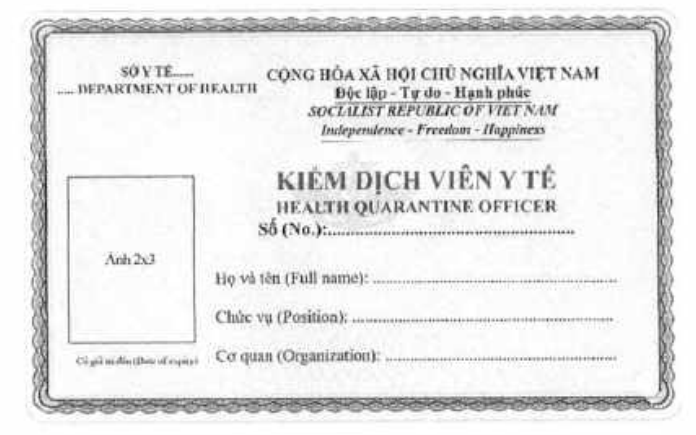 SỞ Y TẾ......
..... DEPARTMENT OF HEALTH
CỘNG HÒA XÃ HỘI CHỦ NGHĨA VIỆT NAM
Độc lập - Tự do - Hạnh phúc
SOCIALIST REPUBLIC OF VIET NAM
Independence - Freedom - Happiness
KIỂM DỊCH VIÊN Y TẾ
HEALTH QUARANTINE OFFICER
Số (No.):..........................................
Ảnh 2x3
Họ và tên (Full name): ..........................................
Chức vụ (Position): ..........................................
Có giá trị đến (Date of expiry)
Cơ quan (Organization): ..........................................